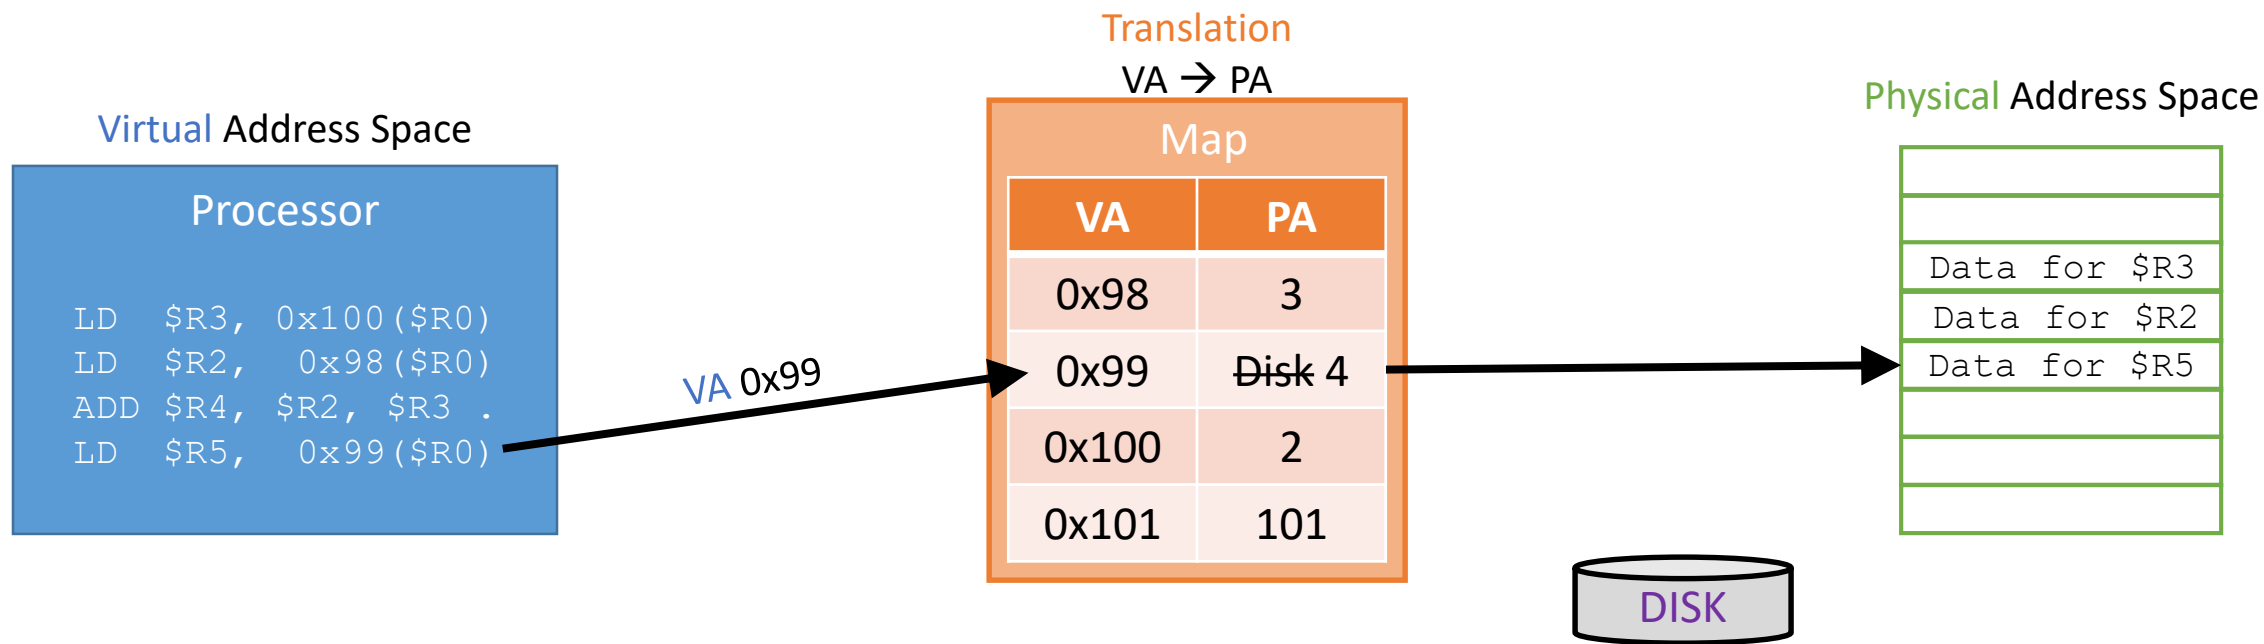 Virtual Address Space
Processor
LD $R3, 0x100($R0)
LD $R2, 0x98($R0)
ADD $R4, $R2, $R3 .
LD $R5, 0x99($R0)
VA 0x99
Translation
VA → PA
Map
VA PA
0x98 3
0x99 Disk 4
0x100 2
0x101 101
Physical Address Space
Data for $R3
Data for $R2
Data for $R5
DISK